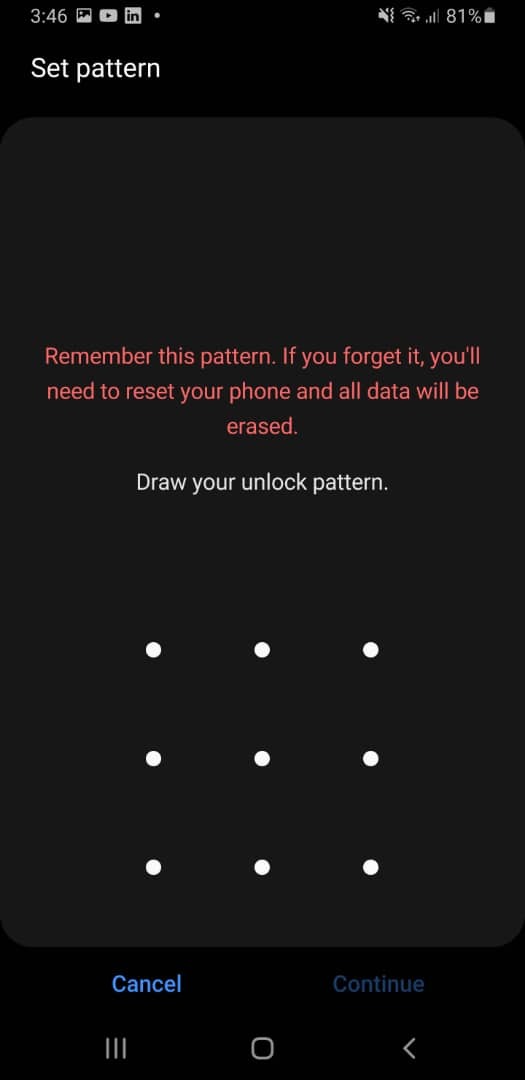 3:46 in 81%
Set pattern
Remember this pattern. If you forget it, you'll
need to reset your phone and all data will be
erased.
Draw your unlock pattern.
Cancel Continue